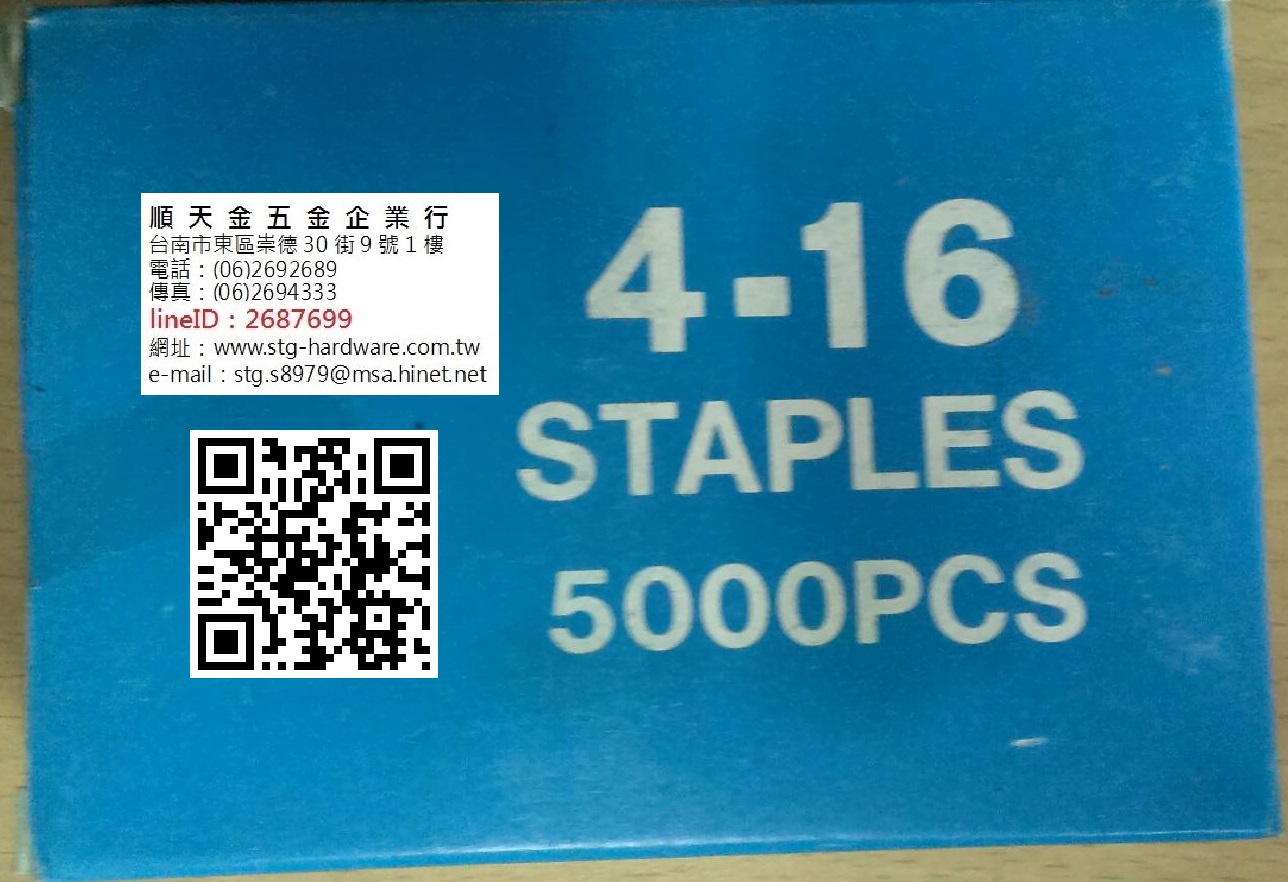 順天金五金企業行
台南市東區崇德30街9號1樓
電話：(06)2692689
傳真：(06)2694333
lineID：2687699
網址：www.stg-hardware.com.tw
e-mail：stg.s8979@msa.hinet.net
4-16
STAPLES
5000PCS